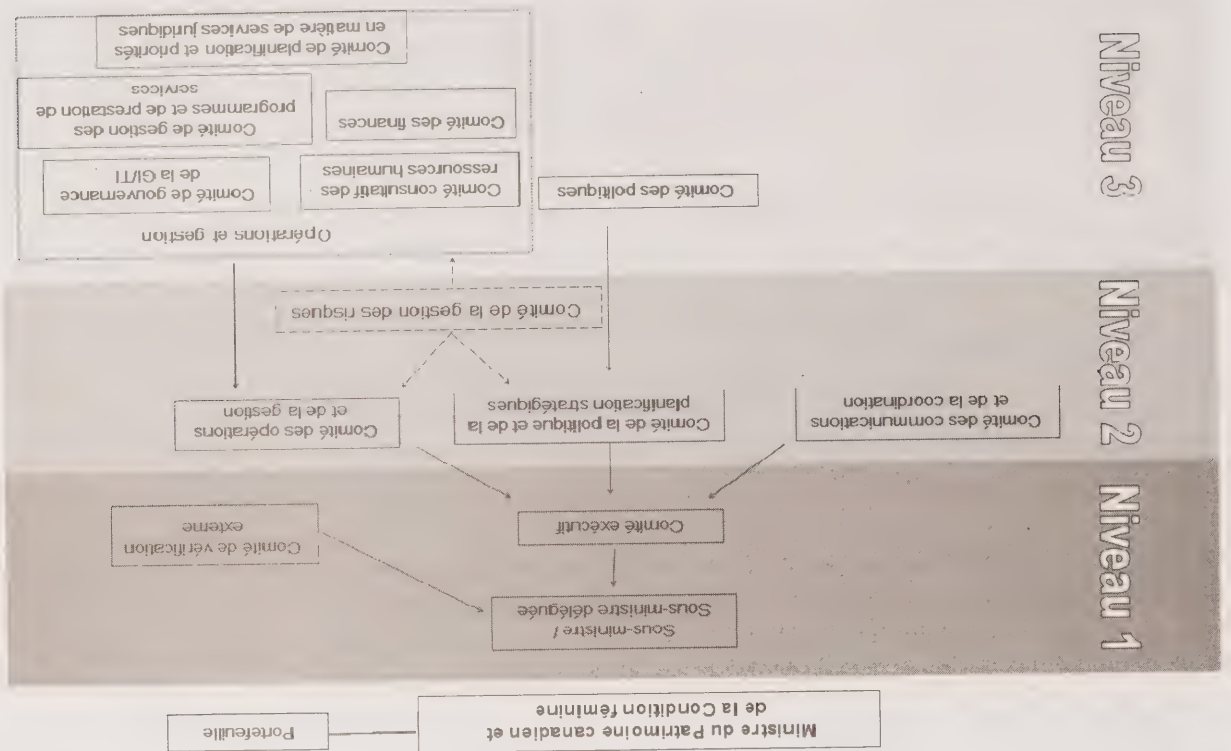 Ministre du Patrimoine canadien et
de la Condition féminine
Portefeuille
Niveau 1
Sous-ministre /
Sous-ministre déléguée
Comité exécutif
Comité de vérification
externe
Niveau 2
Comité des communications
et de la coordination
Comité de la politique et de la
planification stratégiques
Comité des opérations
et de la gestion
Comité de la gestion des risques
Niveau 3
Comité des politiques
Opérations et gestion
Comité consultatif des
ressources humaines
Comité de gouvernance
de la GI/TI
Comité des finances
Comité de gestion des
programmes et de prestation de
services
Comité de planification et priorités
en matière de services juridiques